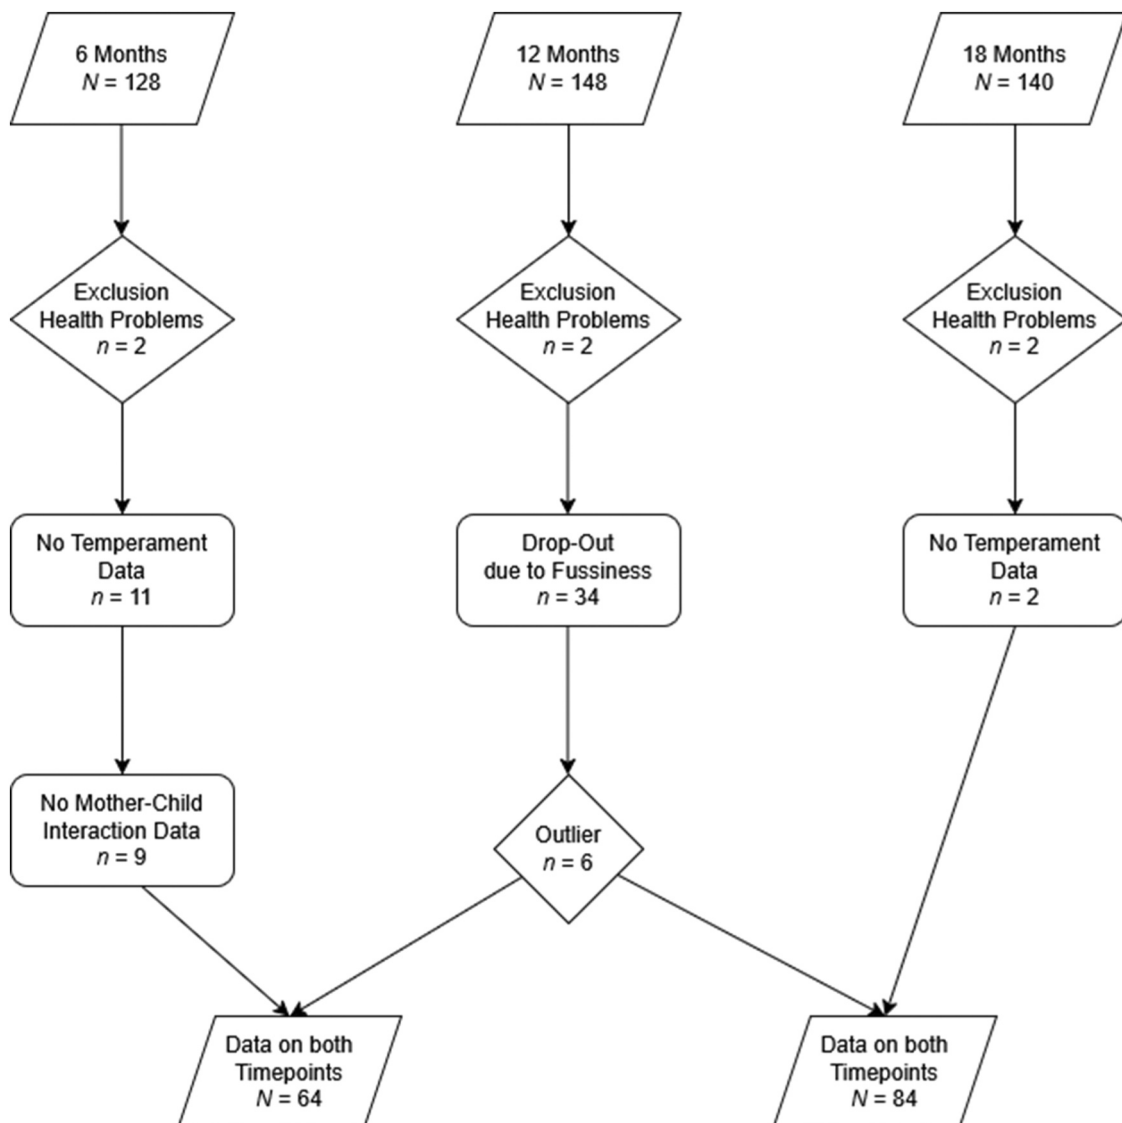 6 Months
N = 128
12 Months
N = 148
18 Months
N = 140
Exclusion
Health Problems
n = 2
Exclusion
Health Problems
n = 2
Exclusion
Health Problems
n = 2
No Temperament
Data
n = 11
Drop-Out
due to Fussiness
n = 34
No Temperament
Data
n = 2
No Mother-Child
Interaction Data
n = 9
Outlier
n = 6
Data on both
Timepoints
N = 64
Data on both
Timepoints
N = 84